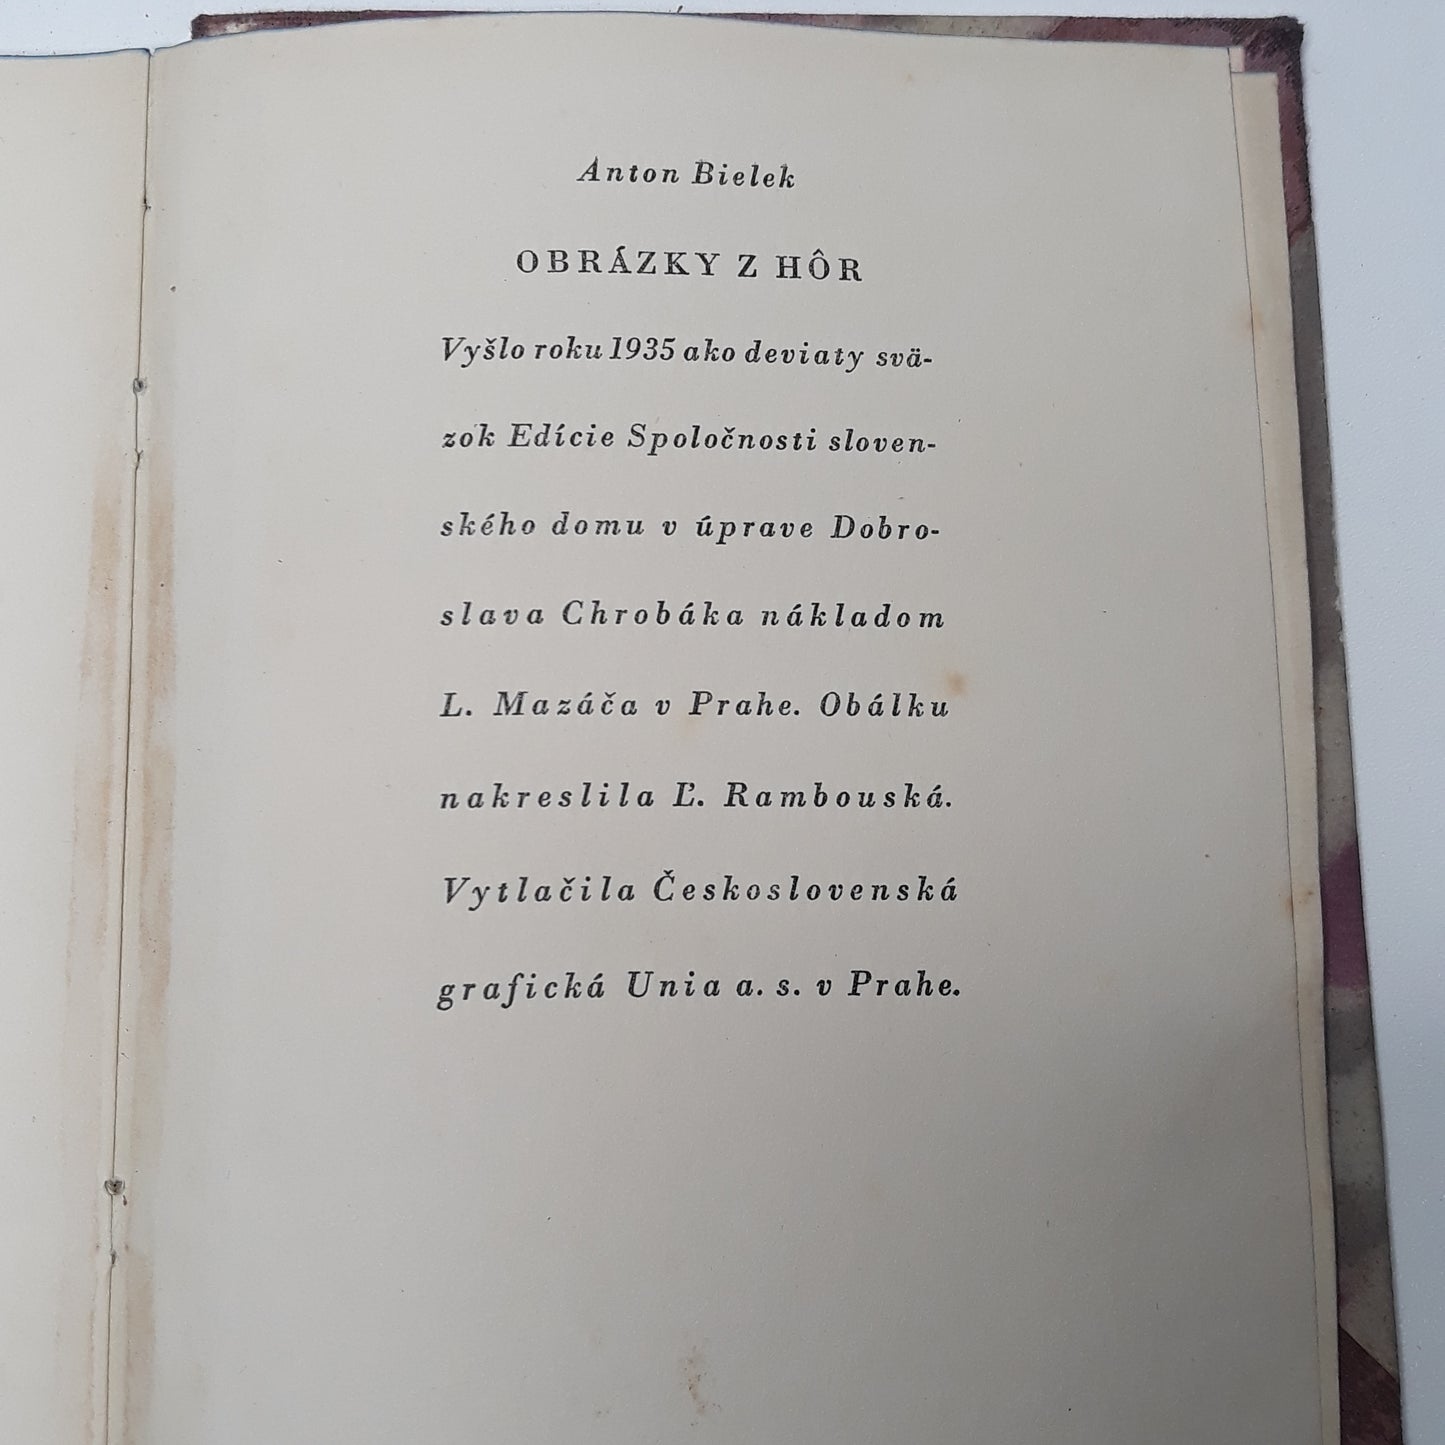 Anton Bielek
OBRÁZKY Z HÔR
Vyšlo roku 1935 ako deviaty svä-
zok Edície Spoločnosti sloven-
ského domu v úprave Dobro-
slava Chrobáka nákladom
L. Mazáča v Prahe. Obálku
nakreslila Ľ. Rambouská.
Vytlačila Československá
grafická Unia a. s. v Prahe.